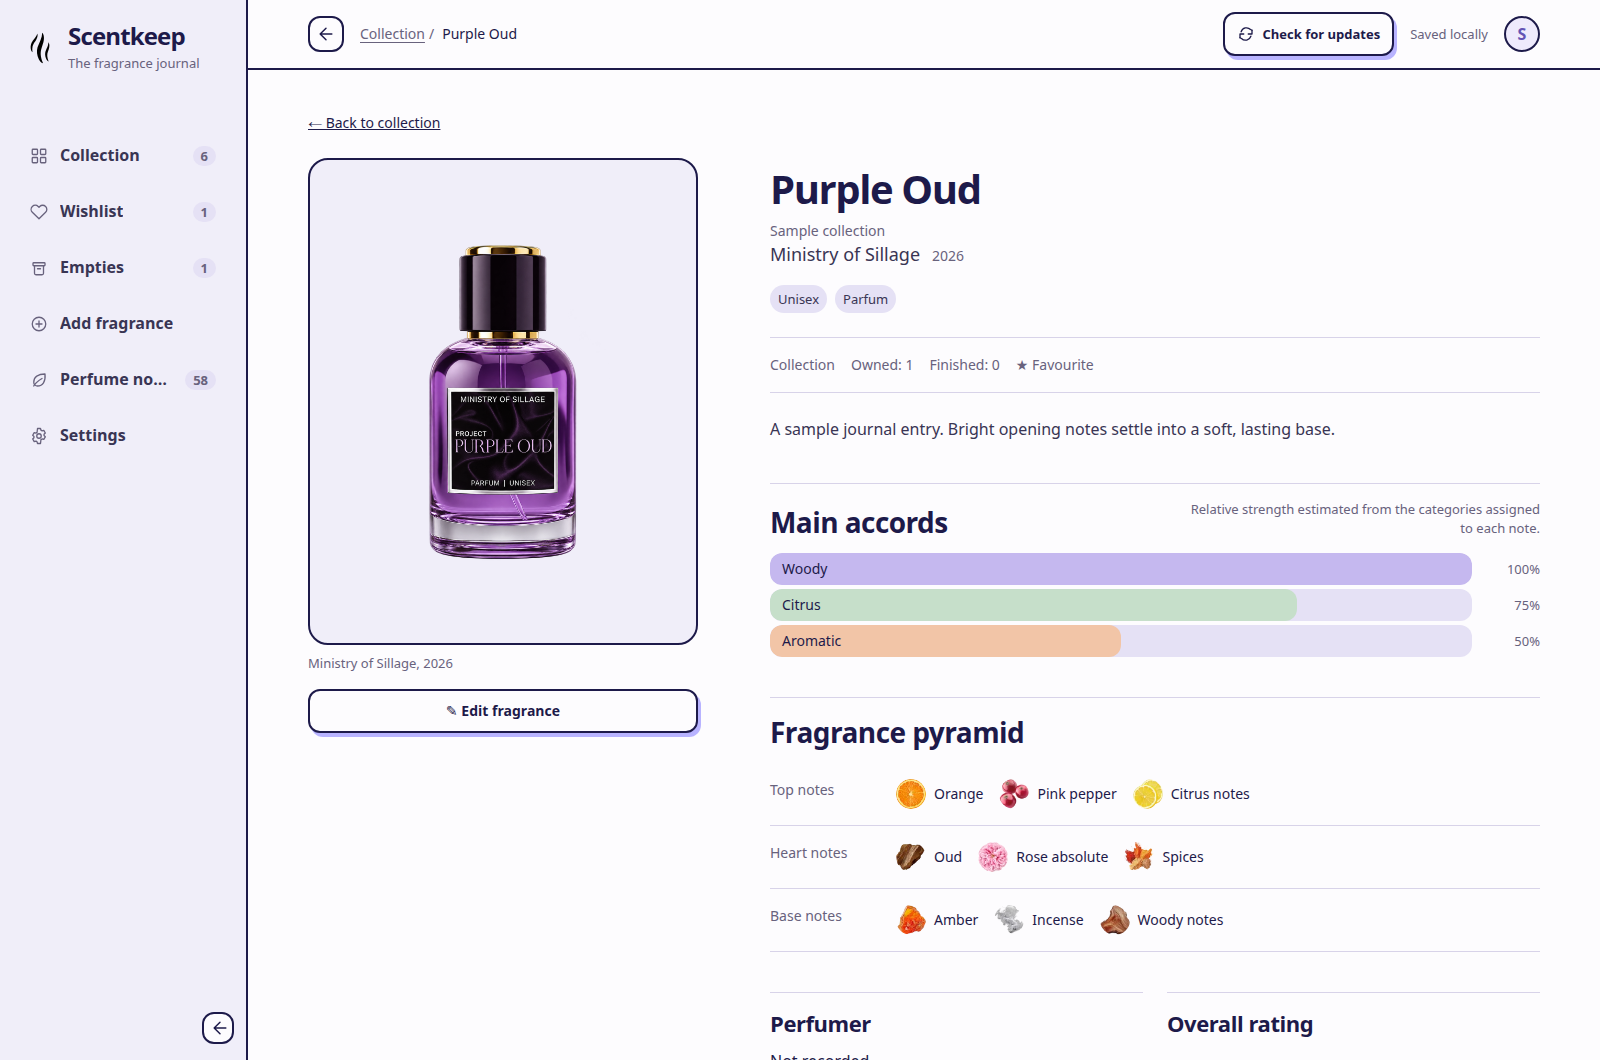 Scentkeep
The fragrance journal
Collection 6
Wishlist 1
Empties 1
Add fragrance
Perfume no... 58
Settings
Collection / Purple Oud
Check for updates
Saved locally
S
← Back to collection
MINISTRY OF SILLAGE
PROJECT
PURPLE OUD
PARFUM | UNISEX
Ministry of Sillage, 2026
✎ Edit fragrance
Purple Oud
Sample collection
Ministry of Sillage 2026
Unisex Parfum
Collection Owned: 1 Finished: 0 ★ Favourite
A sample journal entry. Bright opening notes settle into a soft, lasting base.
Main accords
Relative strength estimated from the categories assigned
to each note.
Woody 100%
Citrus 75%
Aromatic 50%
Fragrance pyramid
Top notes Orange Pink pepper Citrus notes
Heart notes Oud Rose absolute Spices
Base notes Amber Incense Woody notes
Perfumer
Not recorded
Overall rating